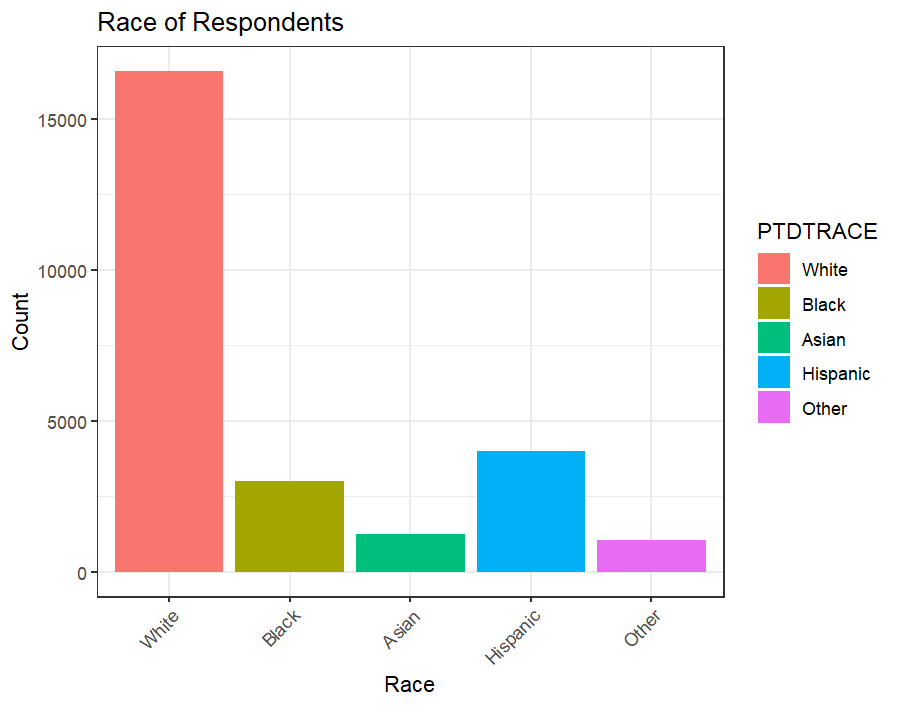 Race of Respondents
Count
15000
10000
5000
0
White
Black
Asian
Hispanic
Other
Race
PTDTRACE
White
Black
Asian
Hispanic
Other